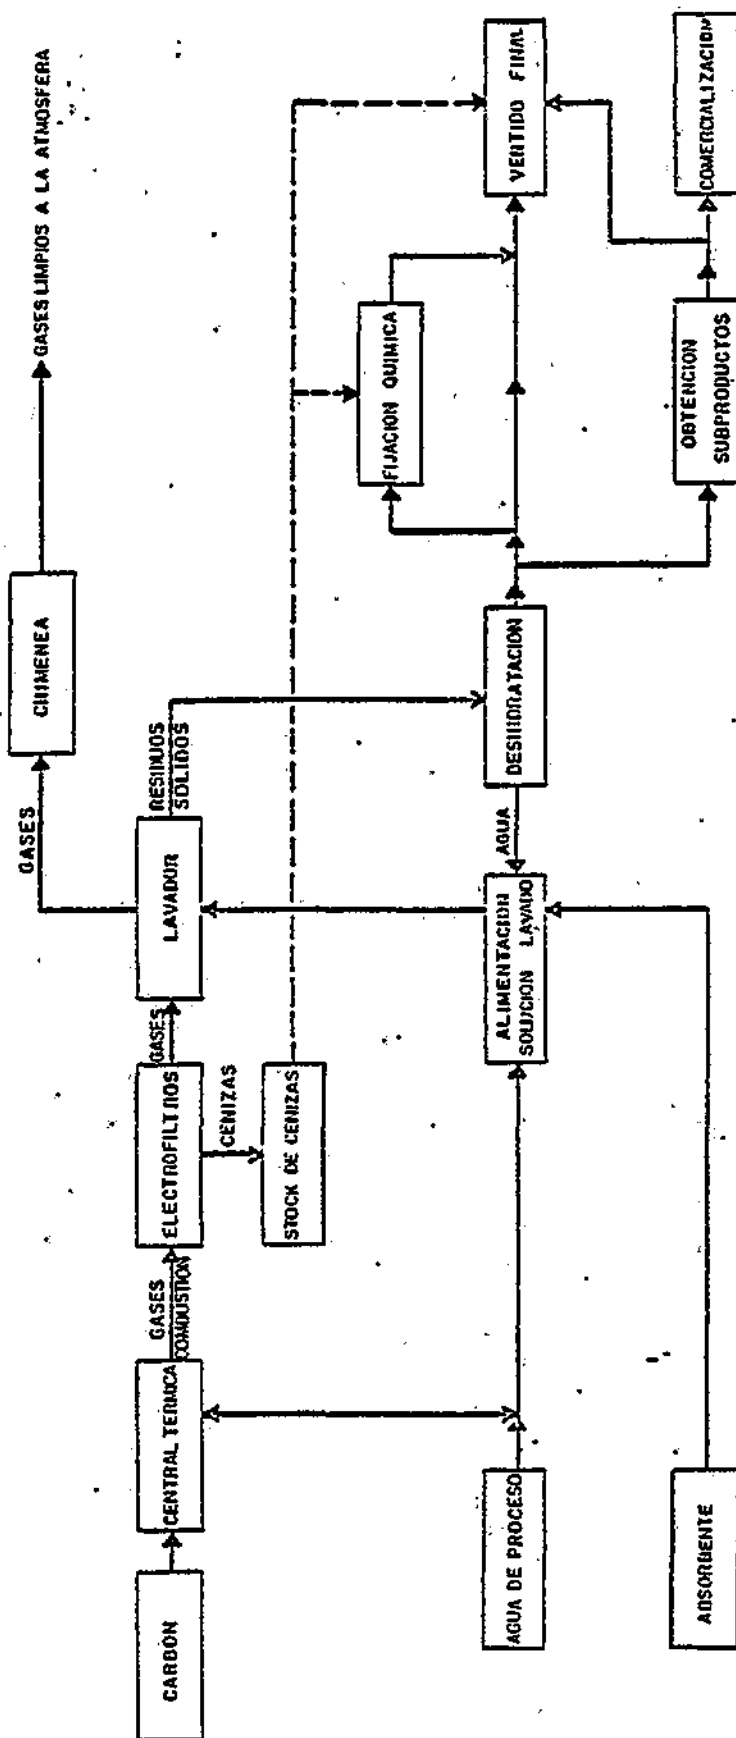 GASES LIMPIOS A LA ATMOSFERA
CHIMENEA
GASES
CARBON
CENTRAL TERMICA
GASES
COMBUSTION
ELECTROFILTROS
GASES
LAVADOR
RESIDUOS
SOLIDOS
CENIZAS
STOCK DE CENIZAS
FIJACION QUIMICA
AGUA DE PROCESO
ALIMENTACION
SOLUCION LAVADO
AGUA
DESHIDRATACION
VERTIDO FINAL
ADSORBENTE
OBTENCION
SUBPRODUCTOS
COMERCIALIZACION